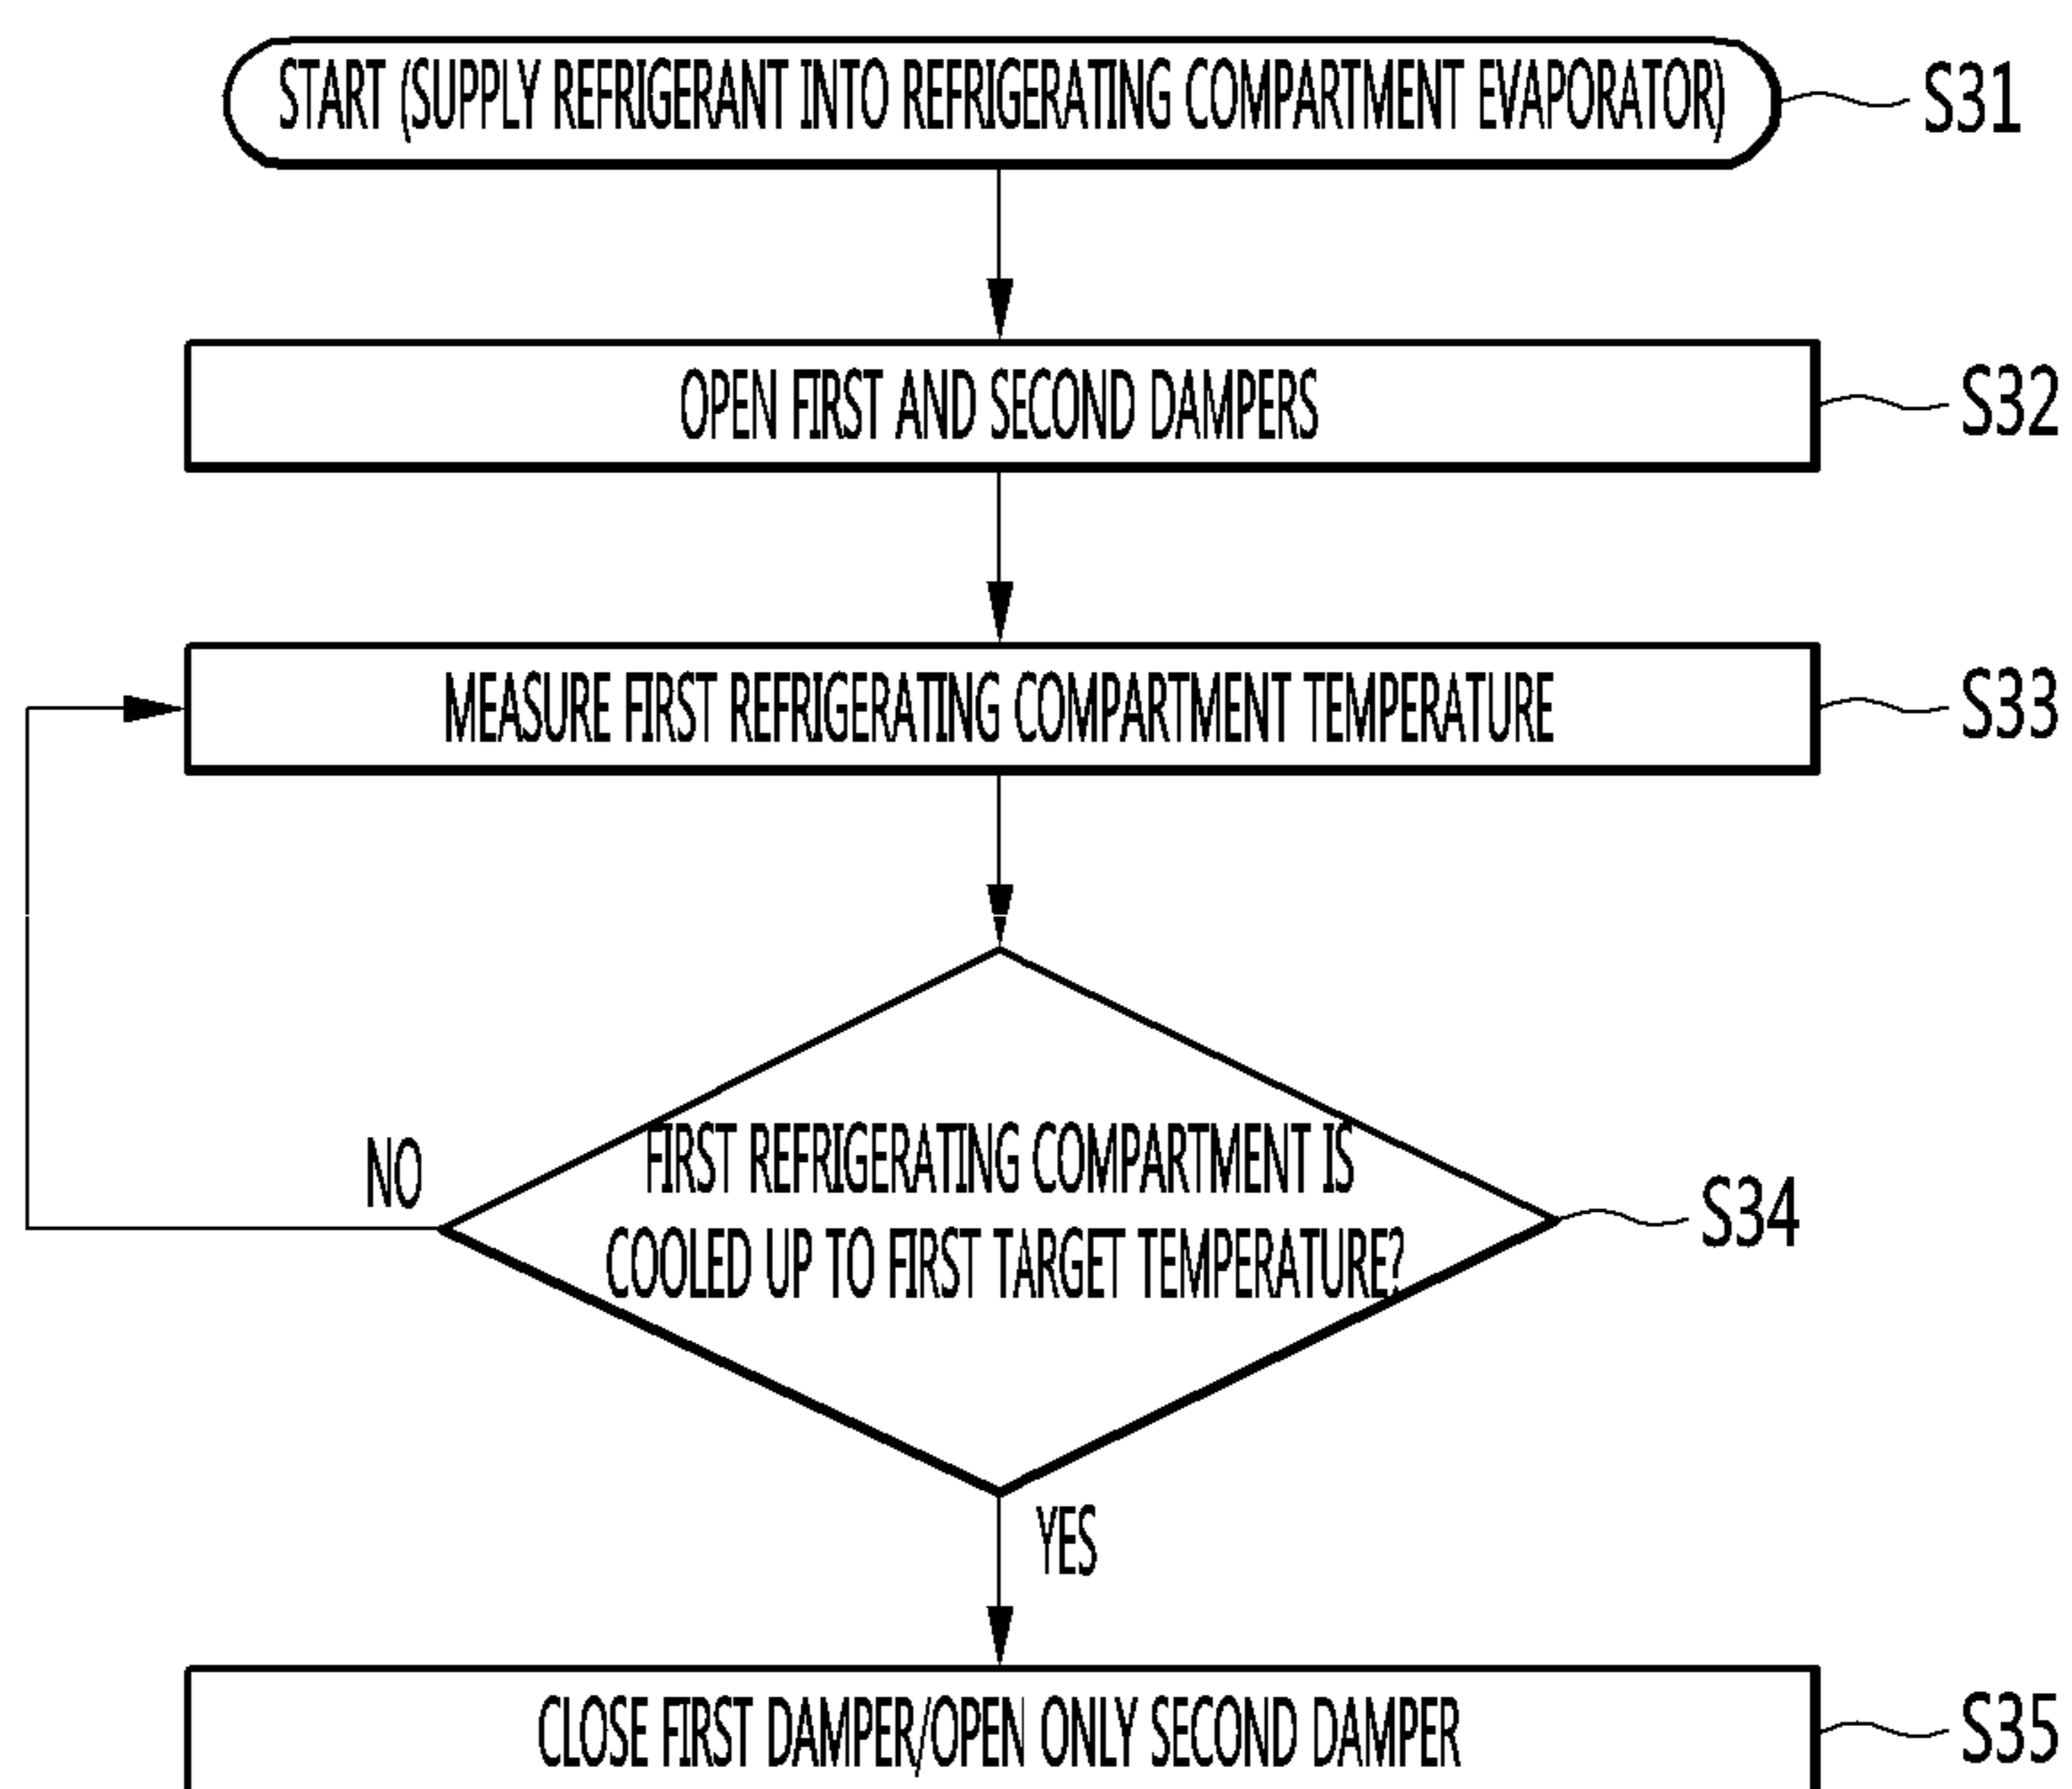 START (SUPPLY REFRIGERANT INTO REFRIGERATING COMPARTMENT EVAPORATOR)
S31
OPEN FIRST AND SECOND DAMPERS
S32
MEASURE FIRST REFRIGERATING COMPARTMENT TEMPERATURE
S33
FIRST REFRIGERATING COMPARTMENT IS
COOLED UP TO FIRST TARGET TEMPERATURE?
S34
NO
YES
CLOSE FIRST DAMPER/OPEN ONLY SECOND DAMPER
S35